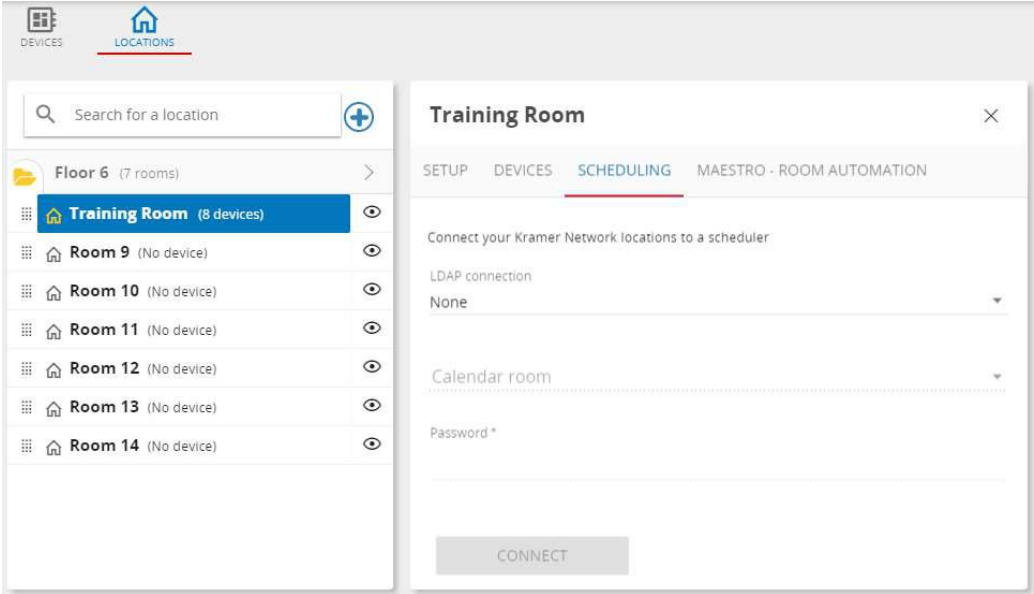 DEVICES
LOCATIONS
Search for a location
Floor 6 (7 rooms)
Training Room (8 devices)
Room 9 (No device)
Room 10 (No device)
Room 11 (No device)
Room 12 (No device)
Room 13 (No device)
Room 14 (No device)
Training Room
SETUP DEVICES SCHEDULING MAESTRO - ROOM AUTOMATION
Connect your Kramer Network locations to a scheduler
LDAP connection
None
Calendar room
Password *
CONNECT